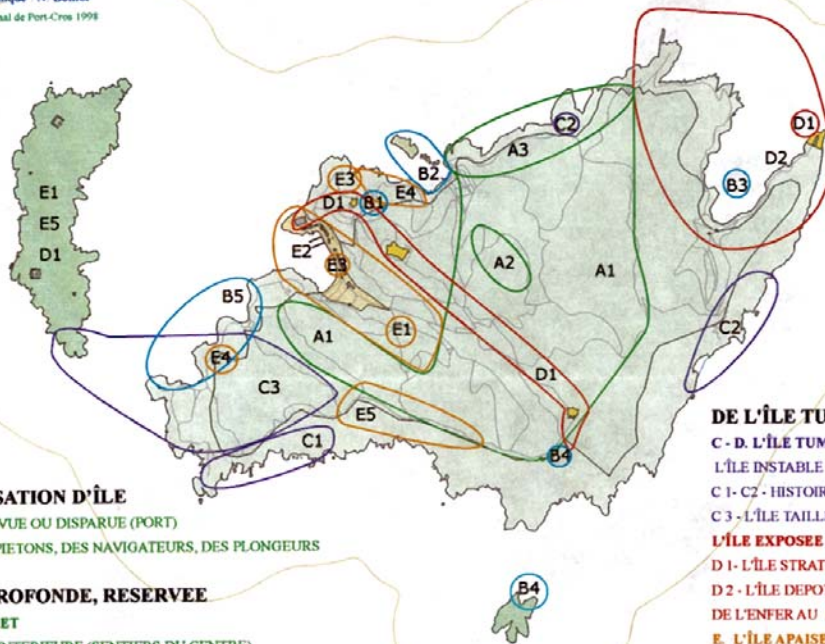 nal de Port-Cros 1998
E1
E5
D1
B5
E4
C3
C1
E3
D1
B1
E4
B2
E2
E3
A1
E1
E5
A3
C2
A2
A1
D1
B4
B4
D1
D2
B3
C2
SATION D'ÎLE
VUE OU DISPARUE (PORT)
PIETONS, DES NAVIGATEURS, DES PLONGEURS
ROFONDE, RESERVEE
ET
DE L'ÎLE TU
C - D. L'ÎLE TUM
L'ÎLE INSTABLE
C 1- C2 - HISTOIR
C 3 - L'ÎLE TAILLE
L'ÎLE EXPOSEE
D 1- L'ÎLE STRAT
D 2 - L'ÎLE DEPO
DE L'ENFER AU
E. L'ÎLE APAISE